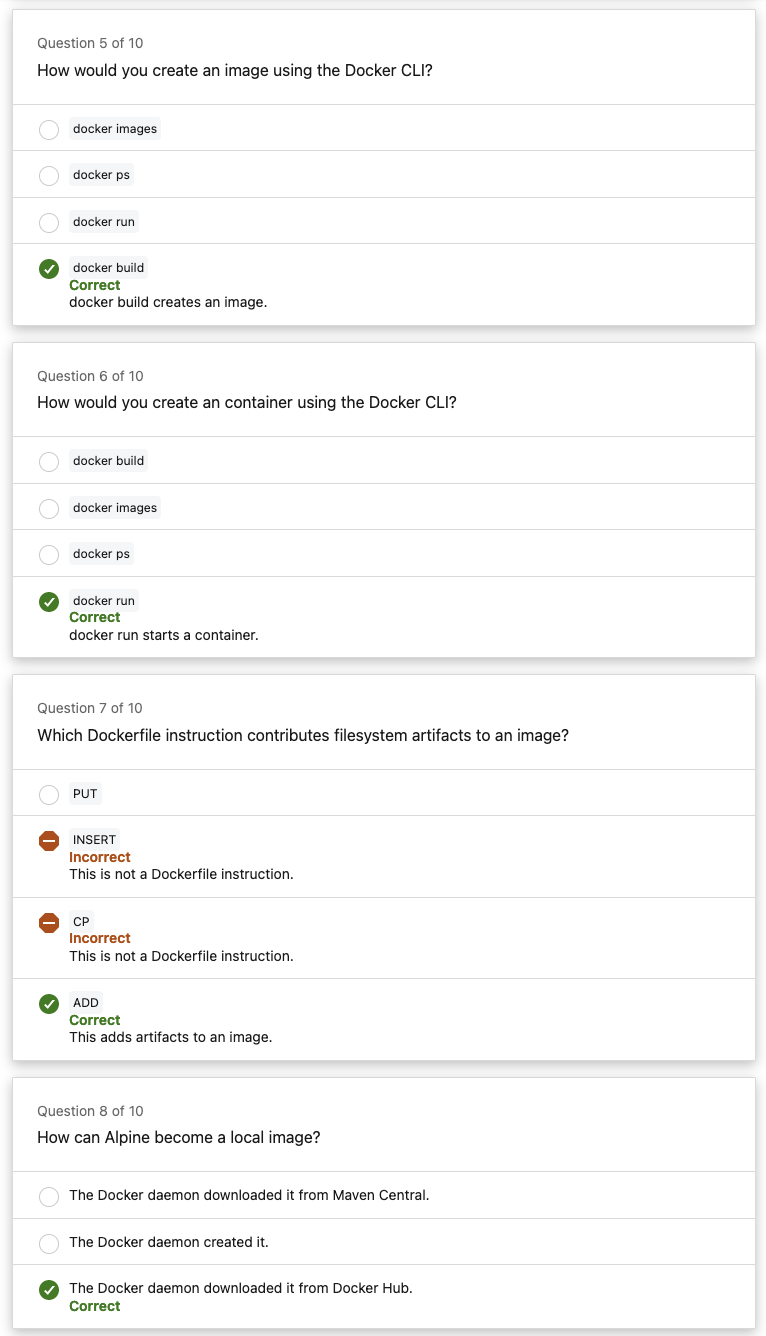 Question 5 of 10
How would you create an image using the Docker CLI?
docker images
docker ps
docker run
docker build
Correct
docker build creates an image.
Question 6 of 10
How would you create an container using the Docker CLI?
docker build
docker images
docker ps
docker run
Correct
docker run starts a container.
Question 7 of 10
Which Dockerfile instruction contributes filesystem artifacts to an image?
PUT
INSERT
Incorrect
This is not a Dockerfile instruction.
CP
Incorrect
This is not a Dockerfile instruction.
ADD
Correct
This adds artifacts to an image.
Question 8 of 10
How can Alpine become a local image?
The Docker daemon downloaded it from Maven Central.
The Docker daemon created it.
The Docker daemon downloaded it from Docker Hub.
Correct